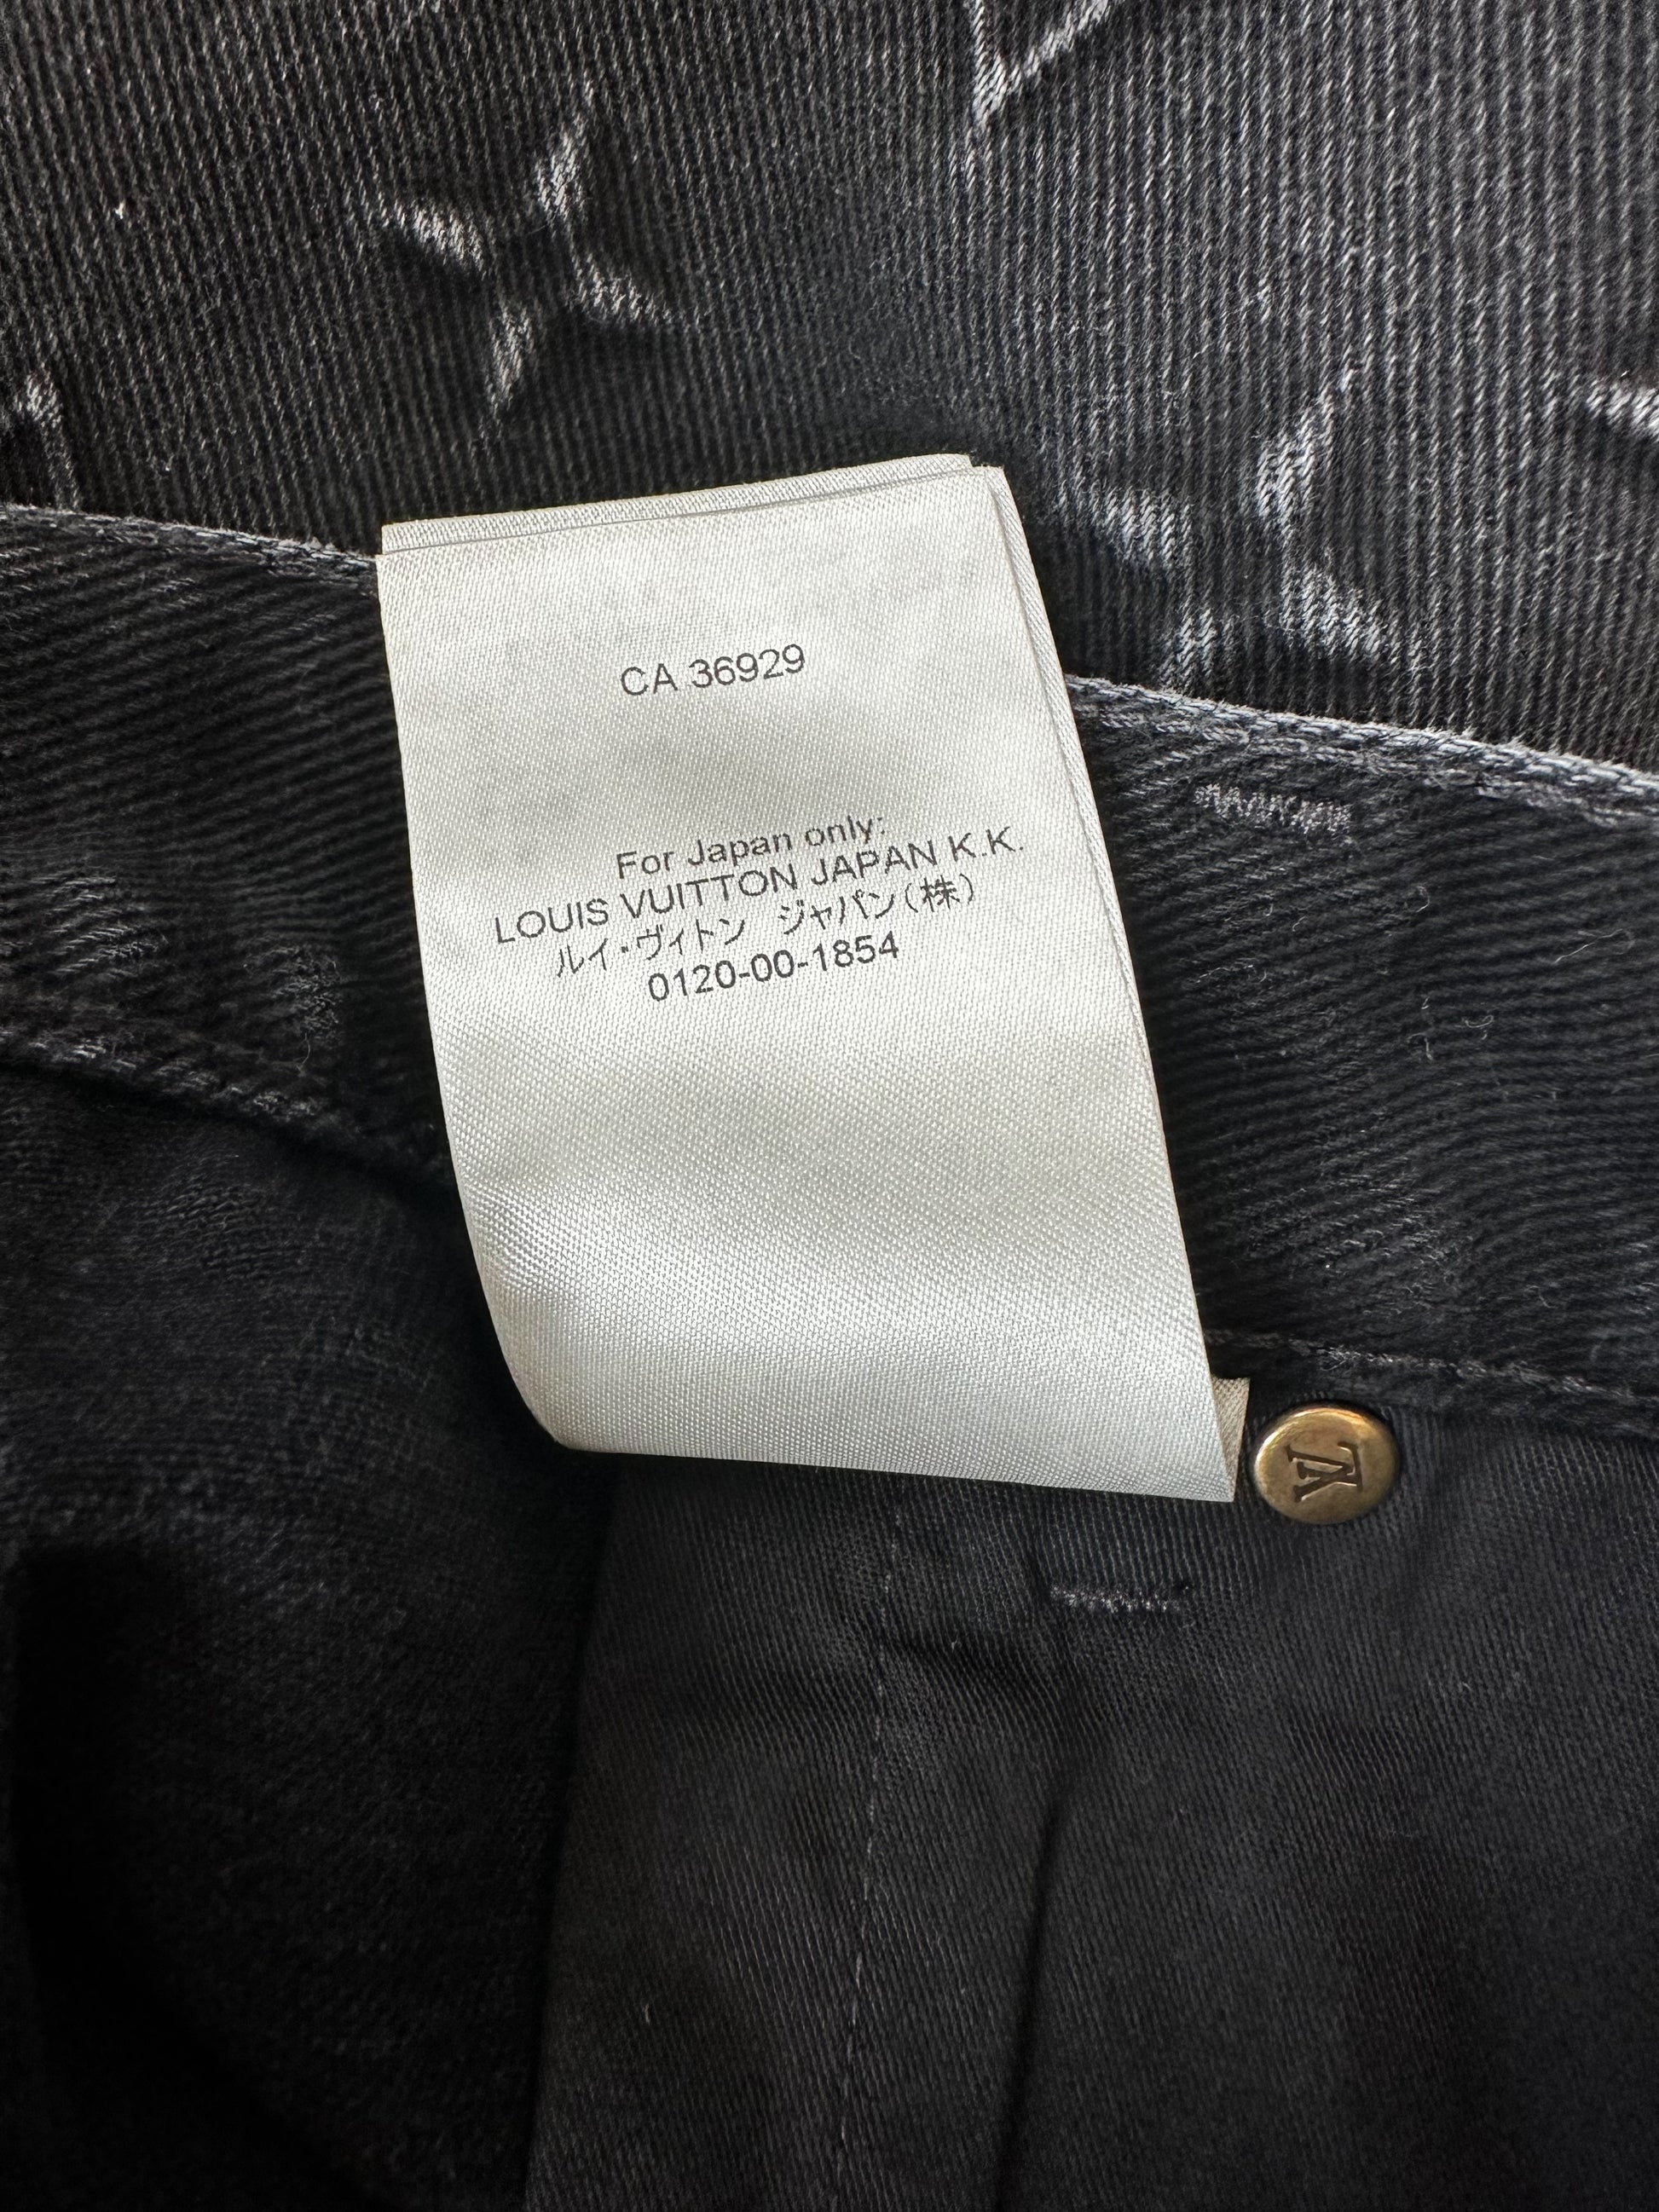 CA 36929
For Japan only:
LOUIS VUITTON JAPAN K.K.
ルイ・ヴィトン ジャパン(株)
0120-00-1854
LV